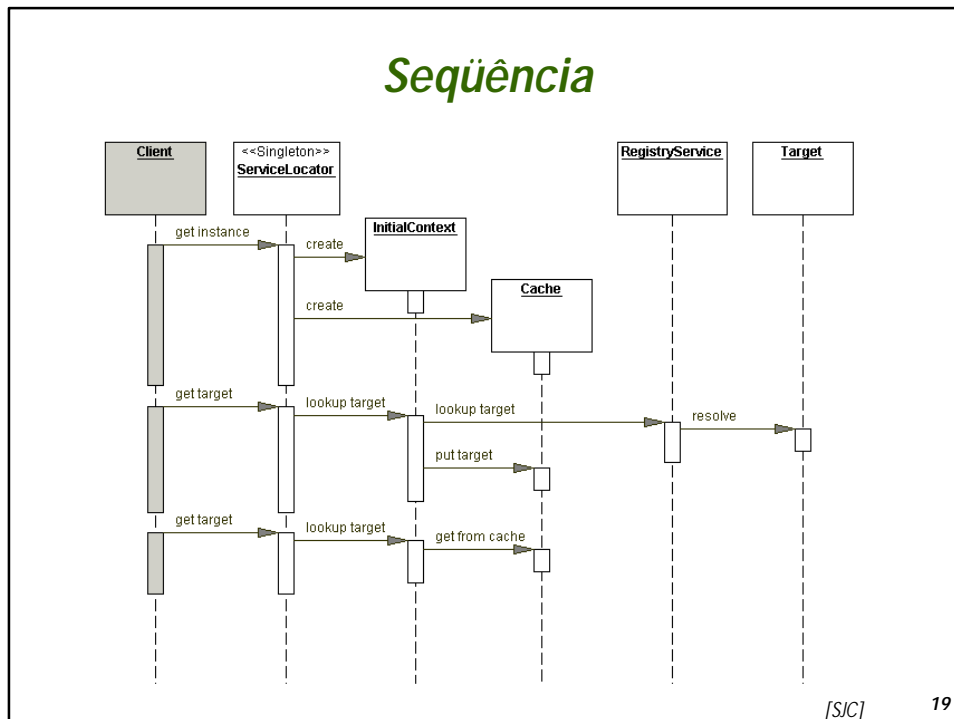 Seqüência
Client
<<Singleton>>
ServiceLocator
RegistryService
Target
InitialContext
get instance
create
Cache
create
get target
lookup target
lookup target
resolve
put target
get target
lookup target
get from cache
[SJC]
19